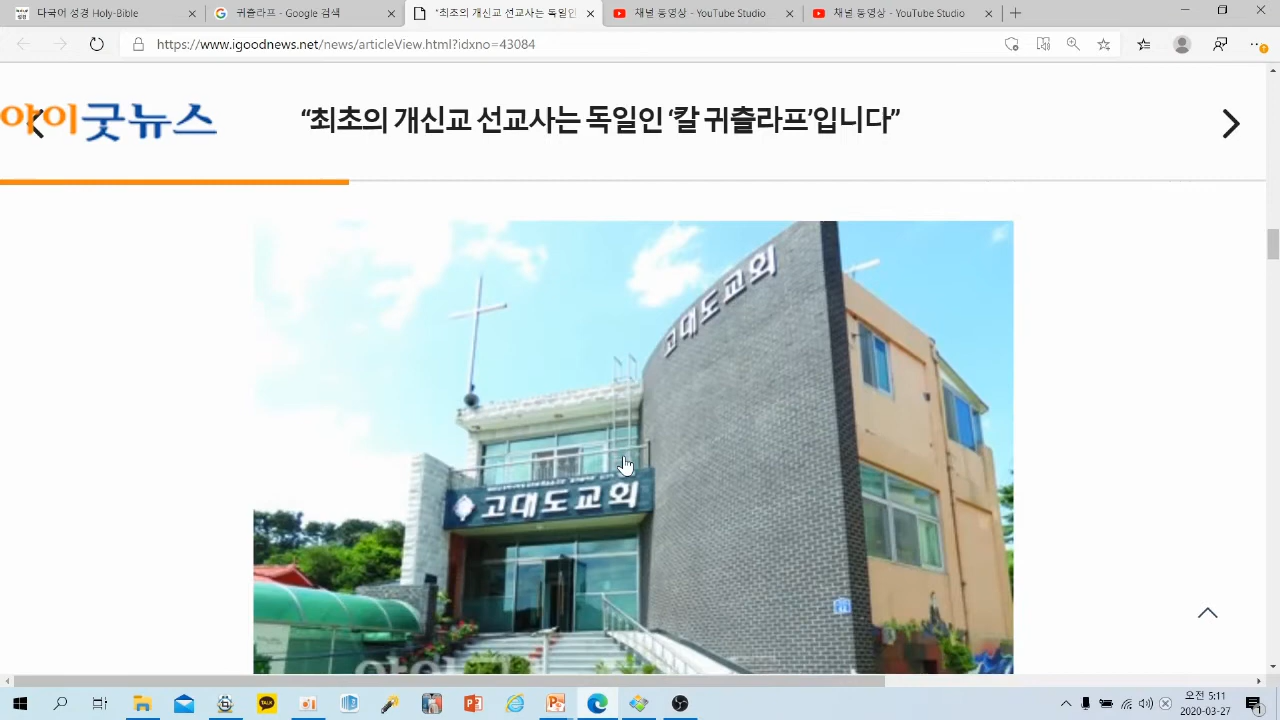 다국어 성경 Holybible
귀츨라프 - Google 검색
"최초의 개신교 선교사는 독일인
채널 동영상 - YouTube Studio
채널 동영상 - YouTube Studio
https://www.igoodnews.net/news/articleView.html?idxno=43084
아이굿뉴스
“최초의 개신교 선교사는 독일인 ‘칼 귀츨라프’입니다”
고대도교회
고대도교회
오전 5:11
2020-03-27